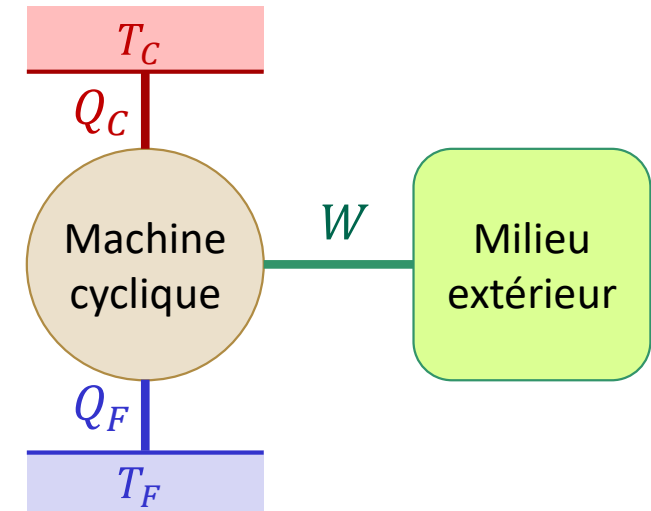 T_C
Q_C
Machine
cyclique
W
Milieu
extérieur
Q_F
T_F